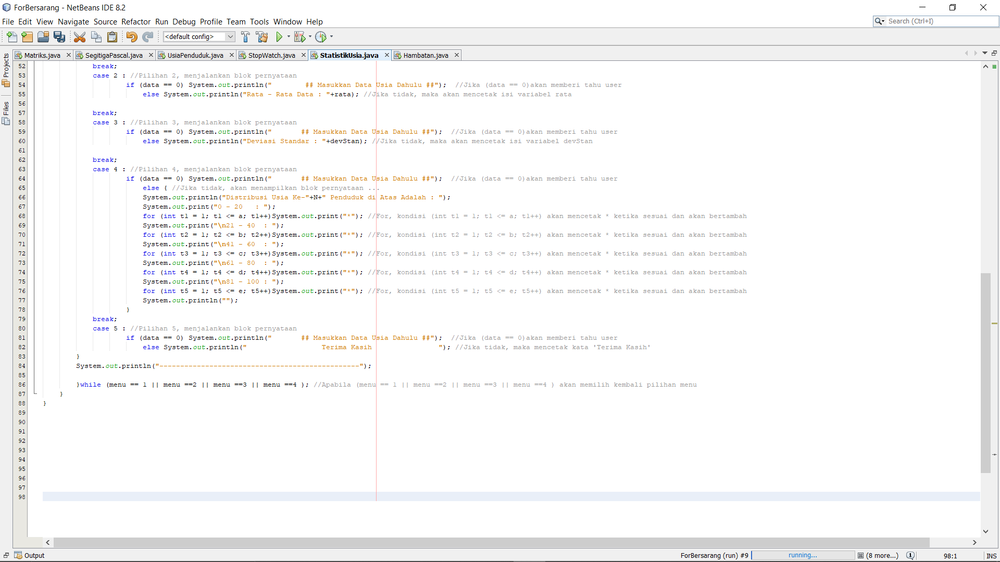 ForBersarang - NetBeans IDE 8.2
File Edit View Navigate Source Refactor Run Debug Profile Team Tools Window Help
Search (Ctrl+I)
<default config>
Matriks.java SegitigaPascal.java UsiaPenduduk.java StopWatch.java StatistikUsia.java Hambatan.java
Projects
Files
52 break;
53 case 2 : //Pilihan 2, menjalankan blok pernyataan
54 if (data == 0) System.out.println("        ## Masukkan Data Usia Dahulu ##");  //Jika (data == 0)akan memberi tahu user
55 else System.out.println("Rata - Rata Data : "+rata); //Jika tidak, maka akan mencetak isi variabel rata
56
57 break;
58 case 3 : //Pilihan 3, menjalankan blok pernyataan
59 if (data == 0) System.out.println("       ## Masukkan Data Usia Dahulu ##");  //Jika (data == 0)akan memberi tahu user
60 else System.out.println("Deviasi Standar : "+devStan); //Jika tidak, maka akan mencetak isi variabel devStan
61
62 break;
63 case 4 : //Pilihan 4, menjalankan blok pernyataan
64 if (data == 0) System.out.println("       ## Masukkan Data Usia Dahulu ##");  //Jika (data == 0)akan memberi tahu user
65 else { //Jika tidak, akan menampilkan blok pernyataan ...
66 System.out.println("Distribusi Usia Ke-"+N+" Penduduk di Atas Adalah : ");
67 System.out.print("0 - 20   : ");
68 for (int t1 = 1; t1 <= a; t1++)System.out.print("*"); //For, kondisi (int t1 = 1; t1 <= a; t1++) akan mencetak * ketika sesuai dan akan bertambah
69 System.out.print("\n21 - 40  : ");
70 for (int t2 = 1; t2 <= b; t2++)System.out.print("*"); //For, kondisi (int t2 = 1; t2 <= b; t2++) akan mencetak * ketika sesuai dan akan bertambah
71 System.out.print("\n41 - 60  : ");
72 for (int t3 = 1; t3 <= c; t3++)System.out.print("*"); //For, kondisi (int t3 = 1; t3 <= c; t3++) akan mencetak * ketika sesuai dan akan bertambah
73 System.out.print("\n61 - 80  : ");
74 for (int t4 = 1; t4 <= d; t4++)System.out.print("*"); //For, kondisi (int t4 = 1; t4 <= d; t4++) akan mencetak * ketika sesuai dan akan bertambah
75 System.out.print("\n81 - 100 : ");
76 for (int t5 = 1; t5 <= e; t5++)System.out.print("*"); //For, kondisi (int t5 = 1; t5 <= e; t5++) akan mencetak * ketika sesuai dan akan bertambah
77 System.out.println("");
78 }
79 break;
80 case 5 : //Pilihan 5, menjalankan blok pernyataan
81 if (data == 0) System.out.println("       ## Masukkan Data Usia Dahulu ##");  //Jika (data == 0)akan memberi tahu user
82 else System.out.println("                  Terima Kasih                "); //Jika tidak, maka mencetak kata 'Terima Kasih'
83 }
84 System.out.println("------------------------------------------------");
85
86 }while (menu == 1 || menu ==2 || menu ==3 || menu ==4 ); //Apabila (menu == 1 || menu ==2 || menu ==3 || menu ==4 ) akan memilih kembali pilihan menu
87 }
88 }
89
90
91
92
93
94
95
96
97
98
Output
ForBersarang (run) #9 running... (8 more...) 1 98:1 INS